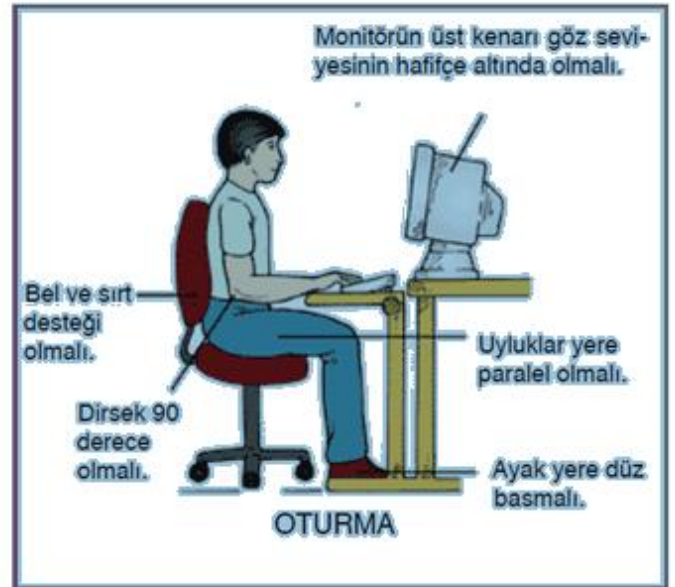 Monitörün üst kenarı göz sevi-
yesinin hafifçe altında olmalı.
Bel ve sırt
desteği
olmalı.
Uyluklar yere
paralel olmalı.
Dirsek 90
derece
olmalı.
Ayak yere düz
basmalı.
OTURMA